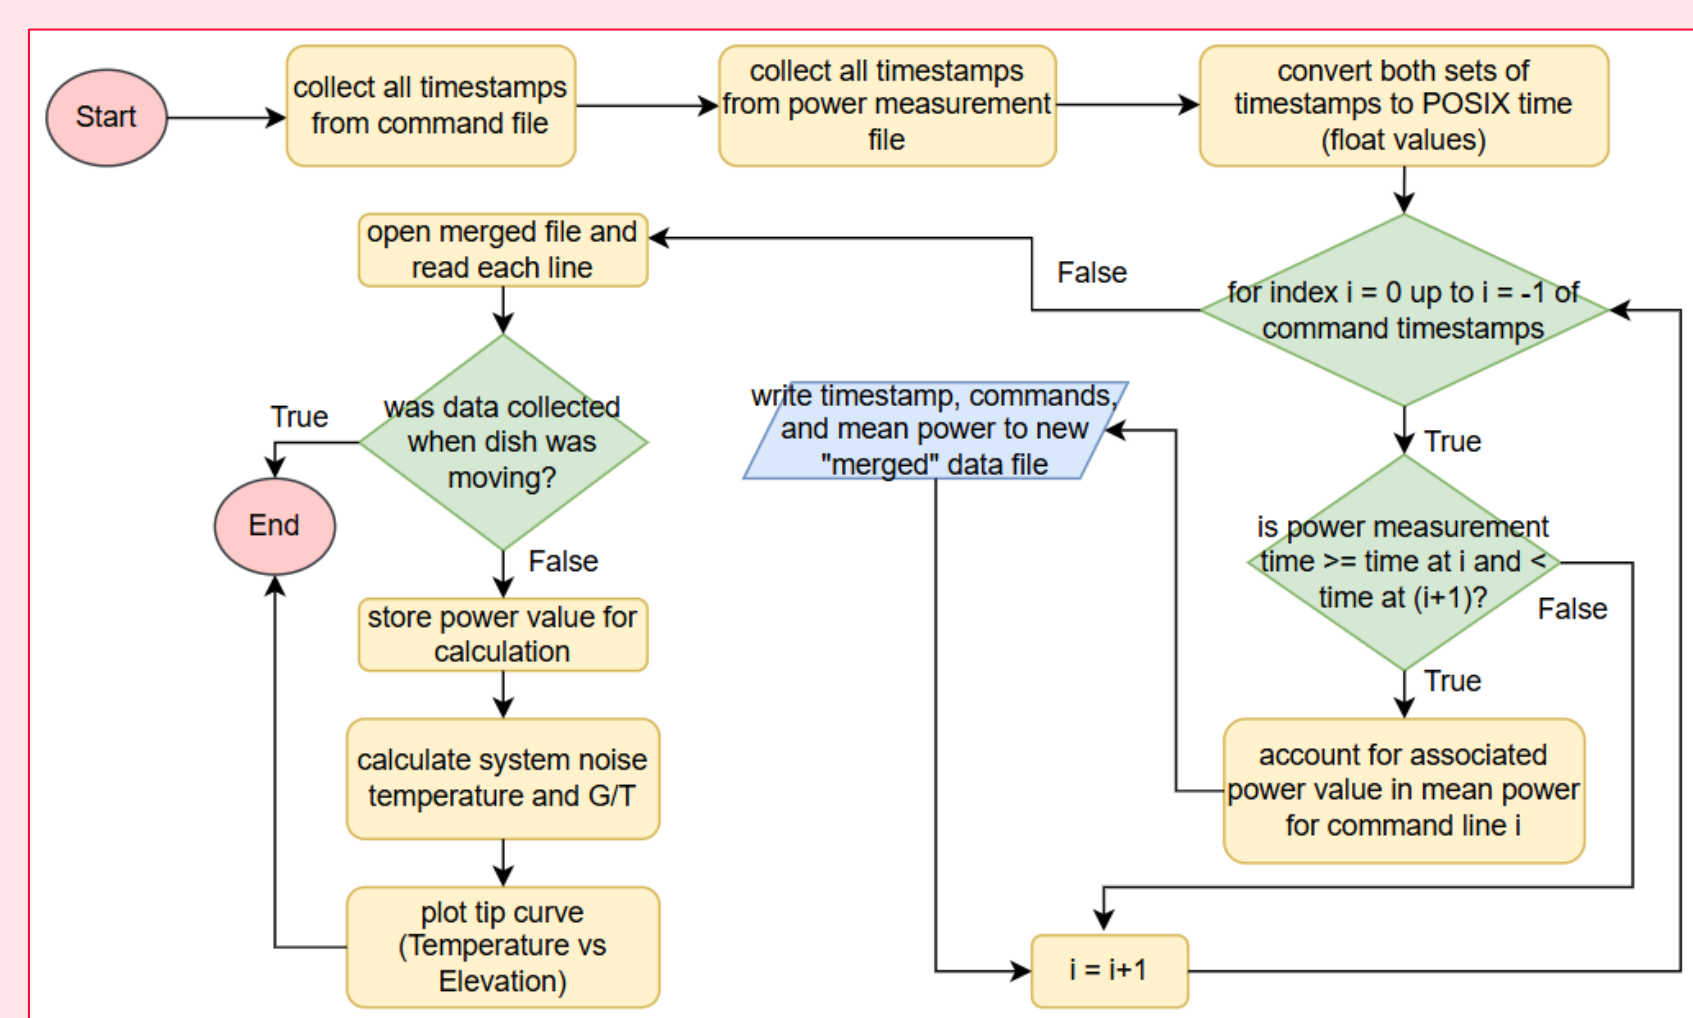 Start
collect all timestamps
from command file
collect all timestamps
from power measurement
file
convert both sets of
timestamps to POSIX time
(float values)
for index i = 0 up to i = -1 of
command timestamps
False
True
open merged file and
read each line
was data collected
when dish was
moving?
True
End
False
store power value for
calculation
calculate system noise
temperature and G/T
plot tip curve
(Temperature vs
Elevation)
write timestamp, commands,
and mean power to new
"merged" data file
is power measurement
time >= time at i and <
time at (i+1)?
False
True
account for associated
power value in mean power
for command line i
i = i+1